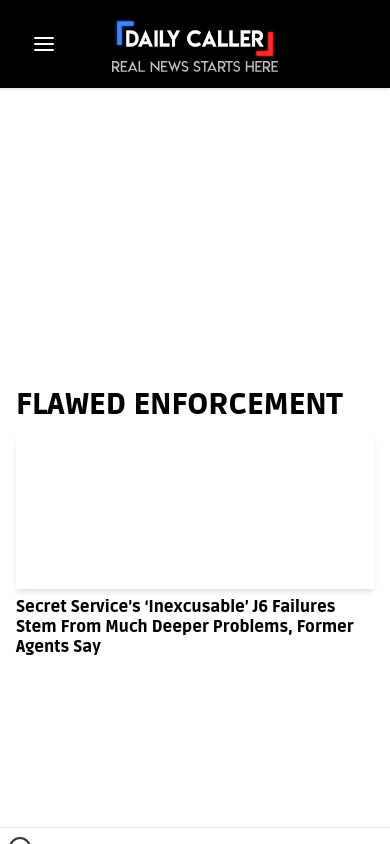 DAILY CALLER
REAL NEWS STARTS HERE
FLAWED ENFORCEMENT
Secret Service's ‘Inexcusable’ J6 Failures
Stem From Much Deeper Problems, Former
Agents Say